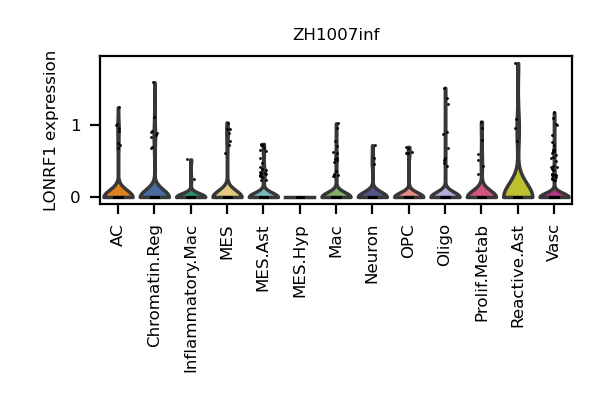 ZH1007inf
LONRF1 expression
1
0
AC
Chromatin.Reg
Inflammatory.Mac
MES
MES.Ast
MES.Hyp
Mac
Neuron
OPC
Oligo
Prolif.Metab
Reactive.Ast
Vasc